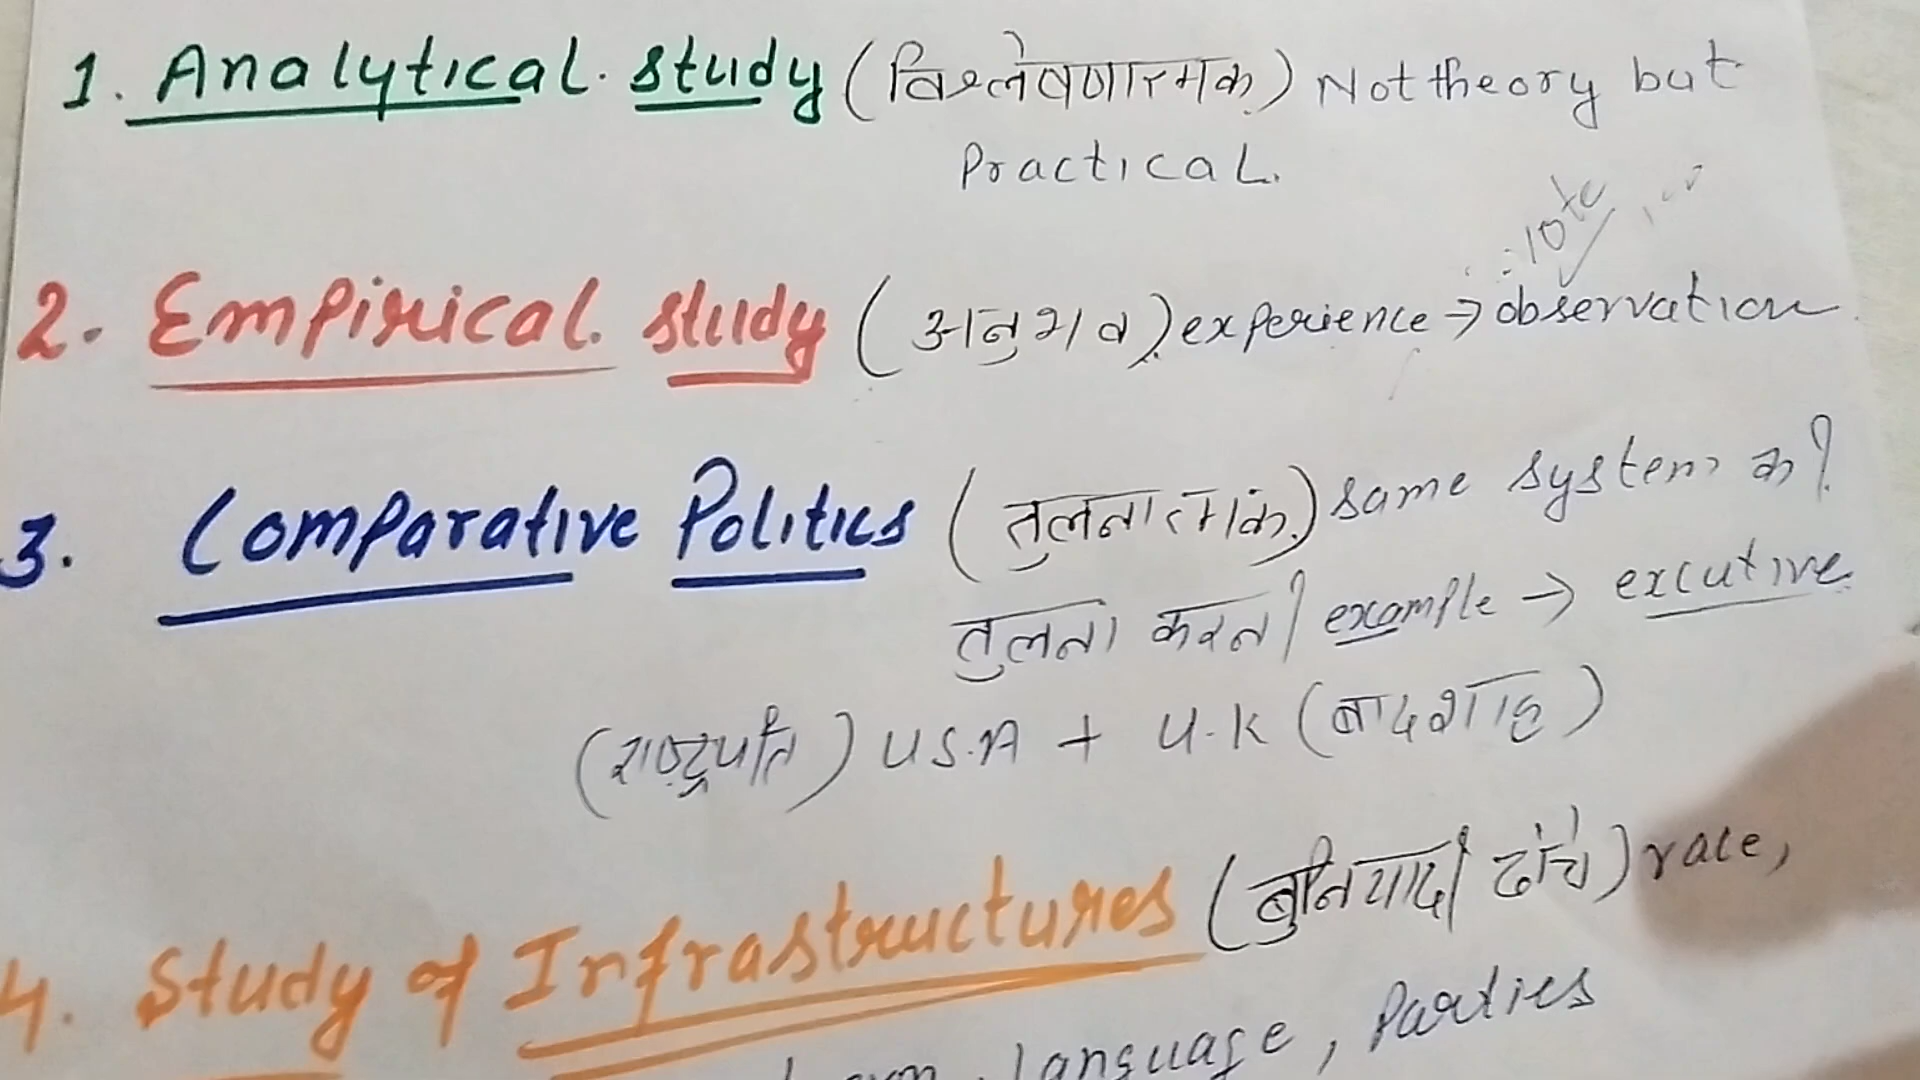 1. Analytical study (विश्लेषणात्मक) Not theory but
Practical.
:10te
2. Empirical study (अनुभव) experience → observation
3. Comparative Politics (तुलनात्मक) same system की
तुलना करना example → excutive
(राष्ट्रपति) U.S.A + U.K (बादशाह)
4. Study of Infrastructures (बुनियादी ढांचे) race,
language, Parties